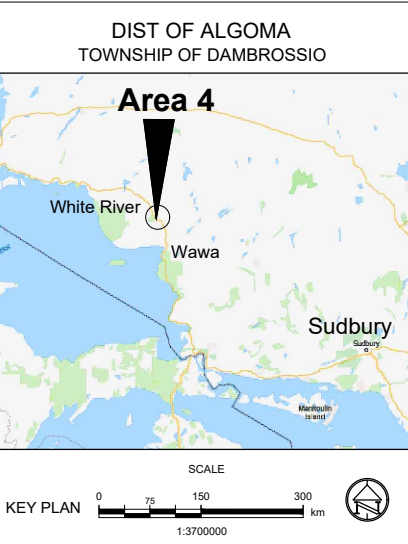 DIST OF ALGOMA
TOWNSHIP OF DAMBROSSIO
Area 4
White River
Wawa
Sudbury
Sudbury
Manitoulin
Island
SCALE
KEY PLAN
0 75 150 300
km
1:3700000